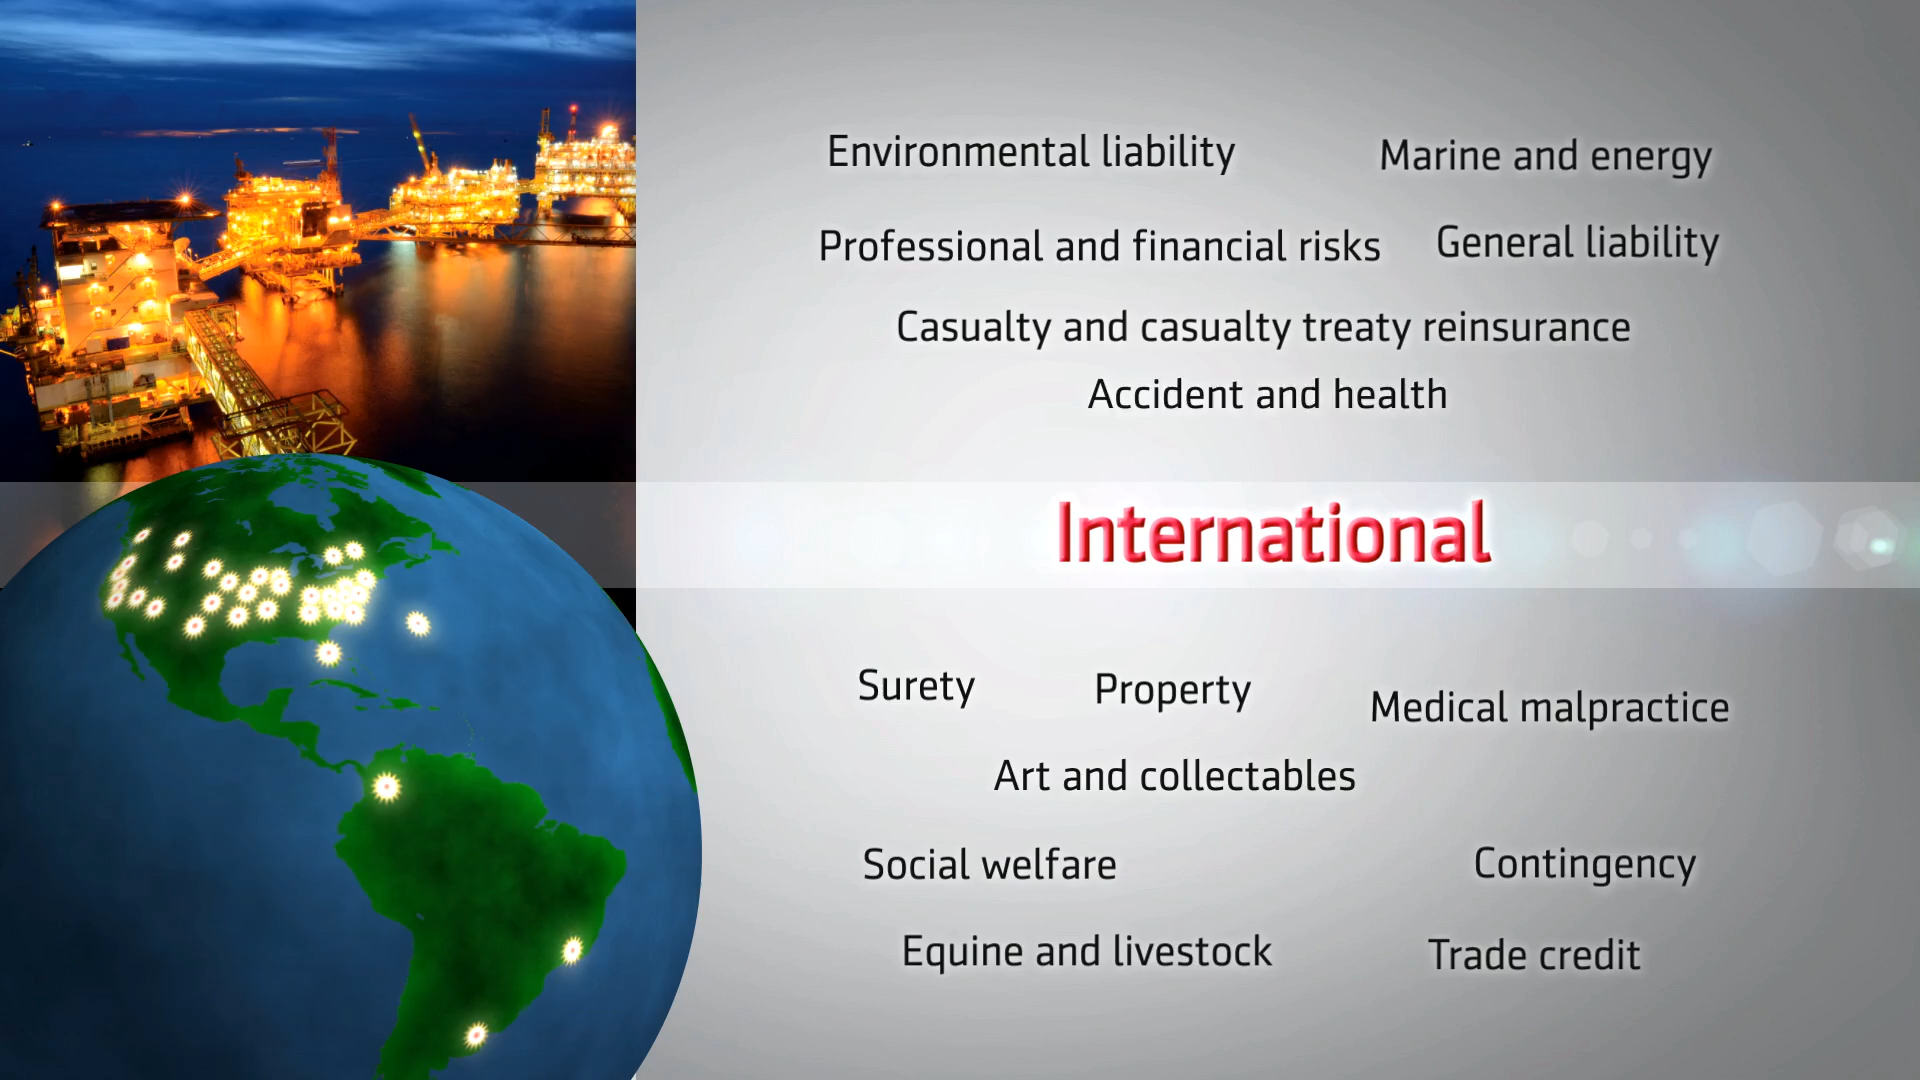 Environmental liability
Marine and energy
Professional and financial risks
General liability
Casualty and casualty treaty reinsurance
Accident and health
International
Surety
Property
Medical malpractice
Art and collectables
Social welfare
Contingency
Equine and livestock
Trade credit